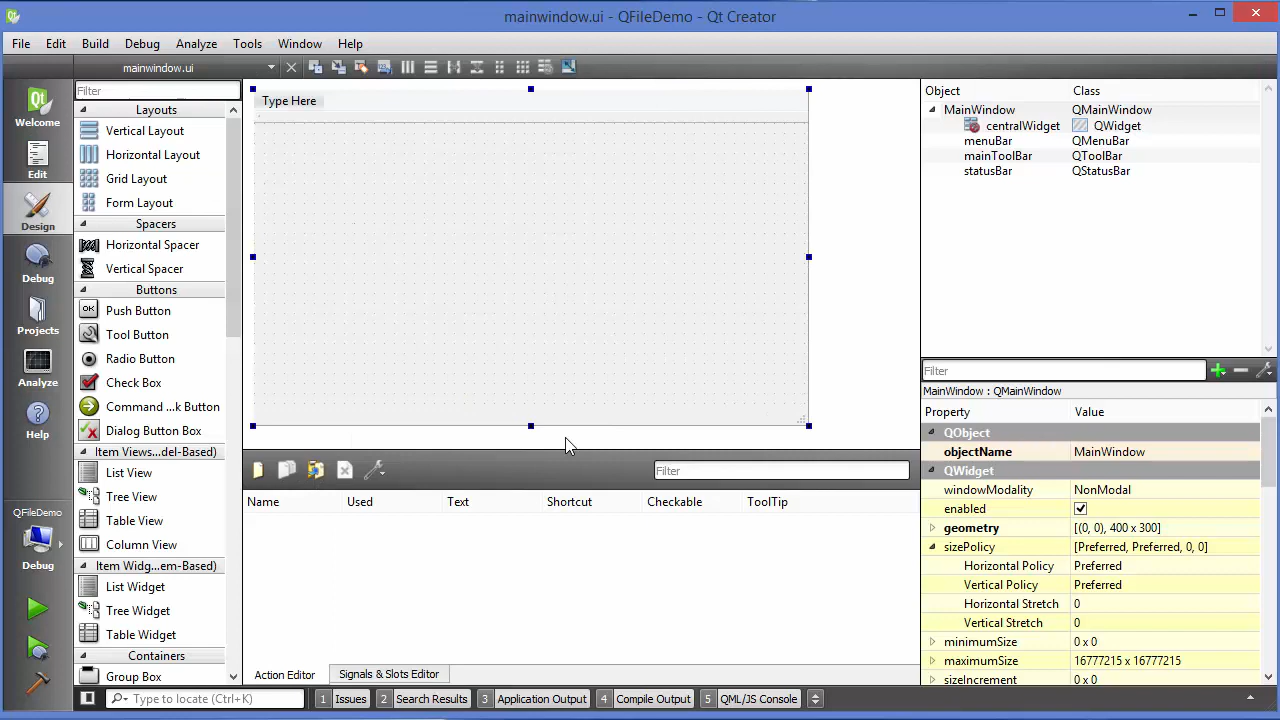 mainwindow.ui - QFileDemo - Qt Creator
File Edit Build Debug Analyze Tools Window Help
mainwindow.ui
Welcome
Edit
Design
Debug
Projects
Analyze
Help
QFileDemo
Debug
Filter
Layouts
Vertical Layout
Horizontal Layout
Grid Layout
Form Layout
Spacers
Horizontal Spacer
Vertical Spacer
Buttons
OK Push Button
Tool Button
Radio Button
Check Box
Command ...k Button
Dialog Button Box
Item Views...del-Based)
List View
Tree View
Table View
Column View
Item Widg...em-Based)
List Widget
Tree Widget
Table Widget
Containers
Group Box
Type Here
Filter
Name Used Text Shortcut Checkable ToolTip
Action Editor Signals & Slots Editor
Object Class
MainWindow QMainWindow
centralWidget QWidget
menuBar QMenuBar
mainToolBar QToolBar
statusBar QStatusBar
Filter
MainWindow : QMainWindow
Property Value
QObject
objectName MainWindow
QWidget
windowModality NonModal
enabled
geometry [(0, 0), 400 x 300]
sizePolicy [Preferred, Preferred, 0, 0]
Horizontal Policy Preferred
Vertical Policy Preferred
Horizontal Stretch 0
Vertical Stretch 0
minimumSize 0 x 0
maximumSize 16777215 x 16777215
sizeIncrement 0 x 0
Type to locate (Ctrl+K) 1 Issues 2 Search Results 3 Application Output 4 Compile Output 5 QML/JS Console